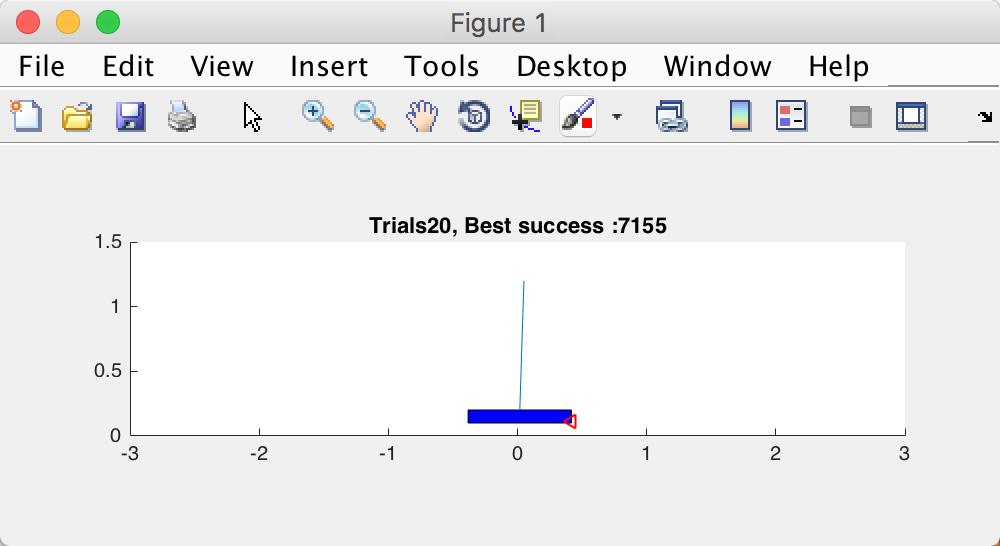 Figure 1
File Edit View Insert Tools Desktop Window Help
Trials20, Best success :7155
1.5
1
0.5
0
-3 -2 -1 0 1 2 3